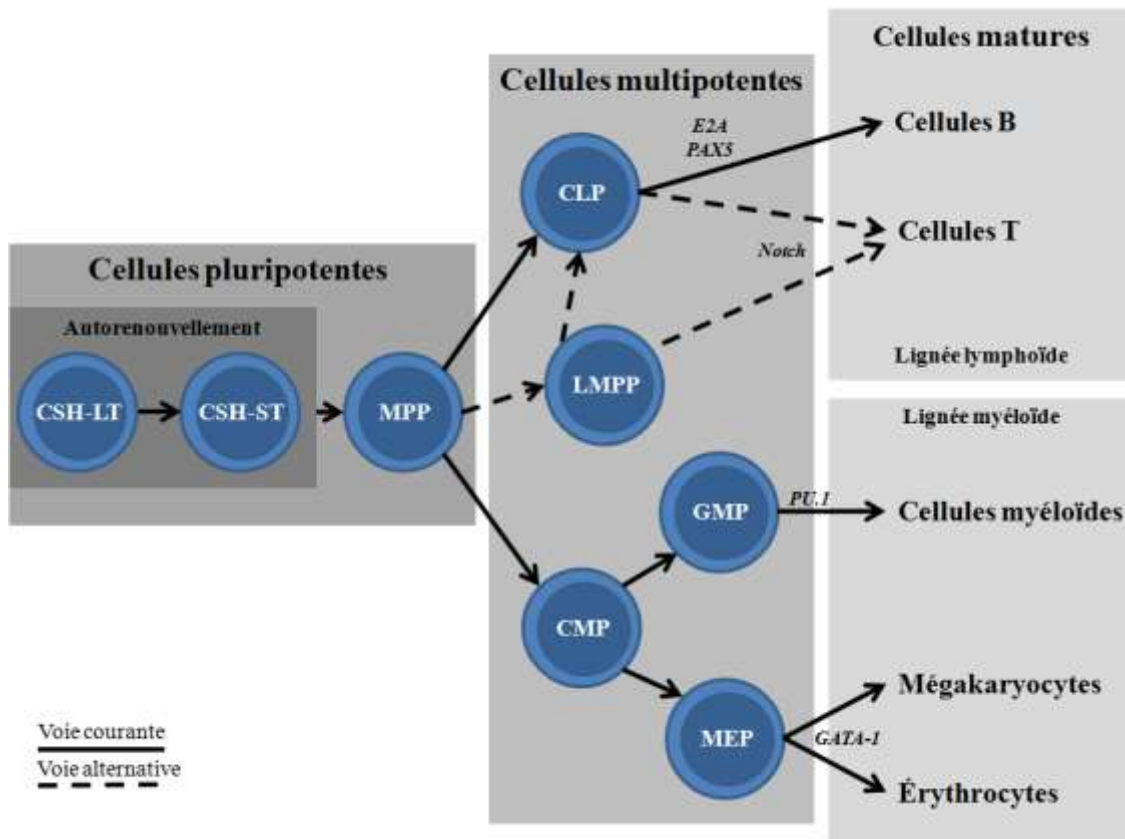 Cellules pluripotentes
Autorenouvellement
CSH-LT
CSH-ST
MPP
Cellules multipotentes
CLP
LMPP
GMP
CMP
MEP
E2A
PAX5
Notch
PU.1
GATA-1
Cellules matures
Cellules B
Cellules T
Lignée lymphoïde
Lignée myéloïde
Cellules myéloïdes
Mégakaryocytes
Érythrocytes
Voie courante
Voie alternative